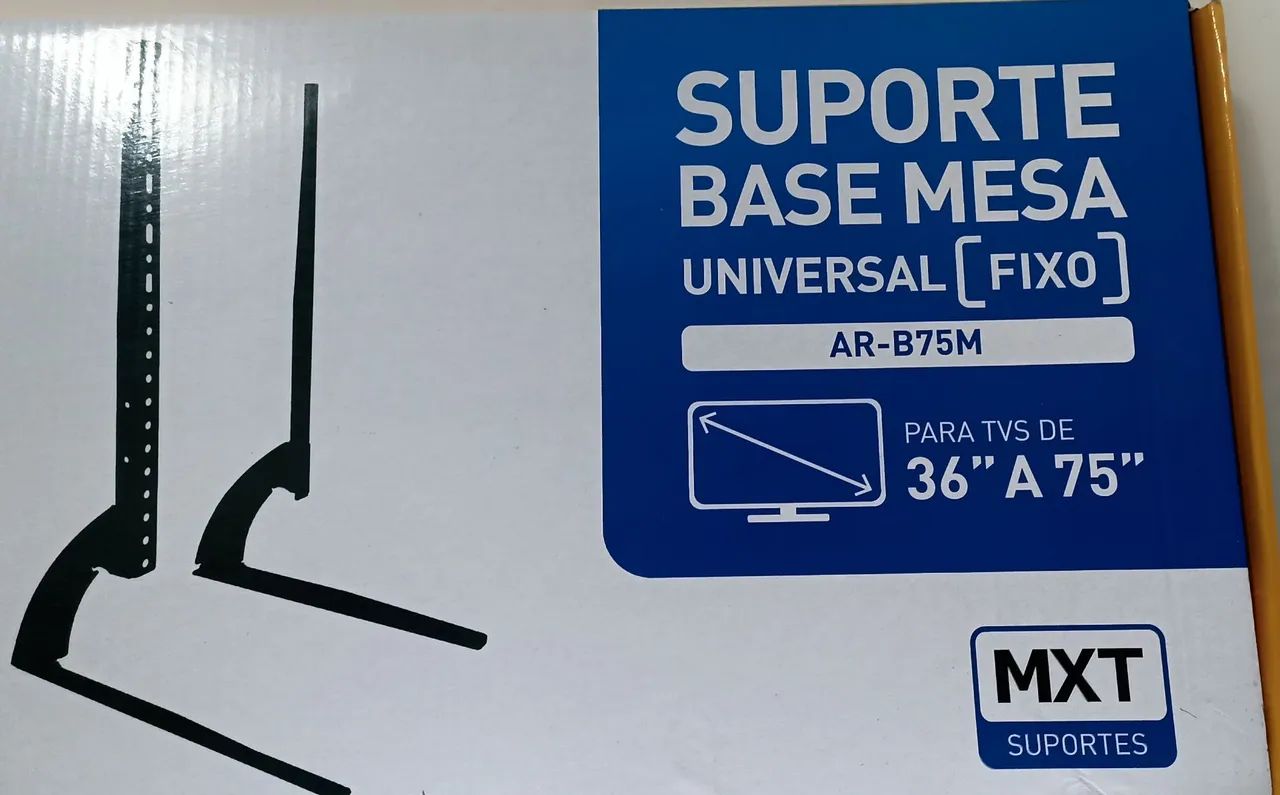 SUPORTE
BASE MESA
UNIVERSAL [FIXO]
AR-B75M
PARA TVS DE
36” A 75”
MXT
SUPORTES